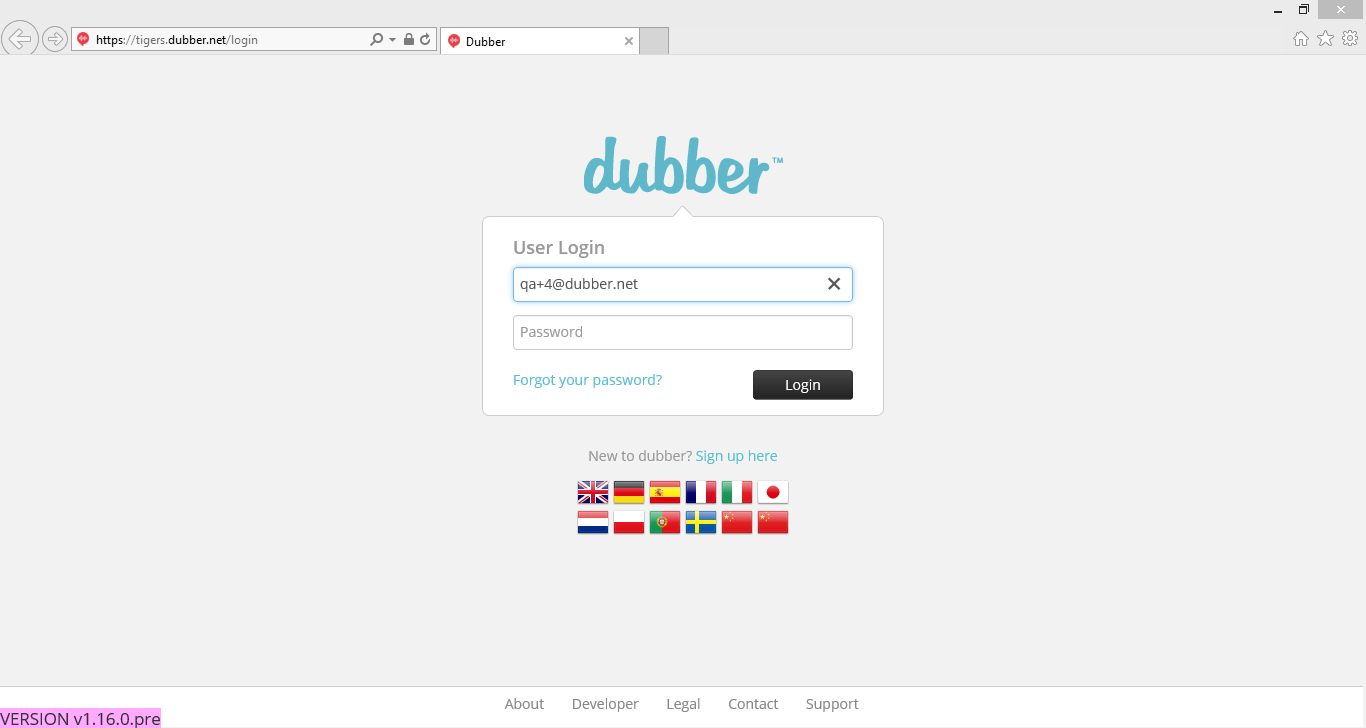 https://tigers.dubber.net/login
Dubber
dubber™
User Login
qa+4@dubber.net
Password
Forgot your password?
Login
New to dubber? Sign up here
About Developer Legal Contact Support
VERSION v1.16.0.pre